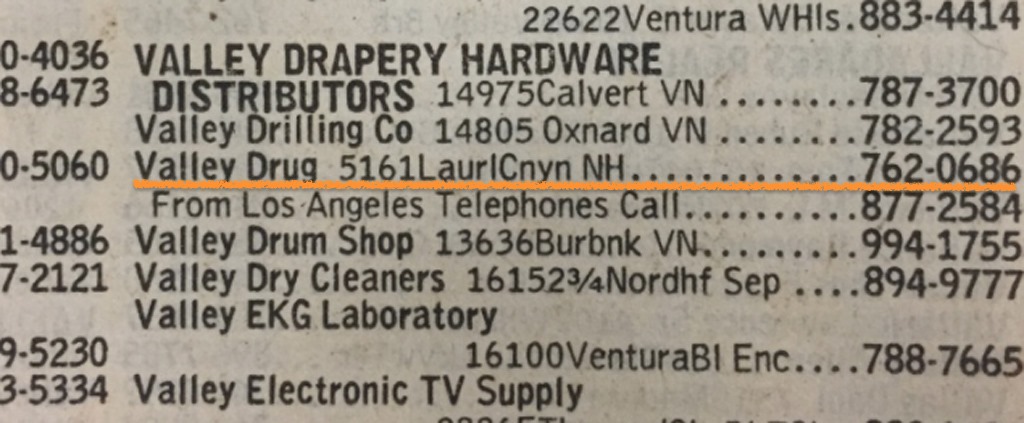 22622Ventura WHls.883-4414
0-4036 VALLEY DRAPERY HARDWARE
8-6473 DISTRIBUTORS 14975Calvert VN ........787-3700
Valley Drilling Co 14805 Oxnard VN ........782-2593
0-5060 Valley Drug 5161LaurlCnyn NH.............762-0686
From Los Angeles Telephones Call..........877-2584
1-4886 Valley Drum Shop 13636Burbnk VN.........994-1755
7-2121 Valley Dry Cleaners 16152¾Nordhf Sep ....894-9777
Valley EKG Laboratory
9-5230 16100VenturaBl Enc....788-7665
3-5334 Valley Electronic TV Supply